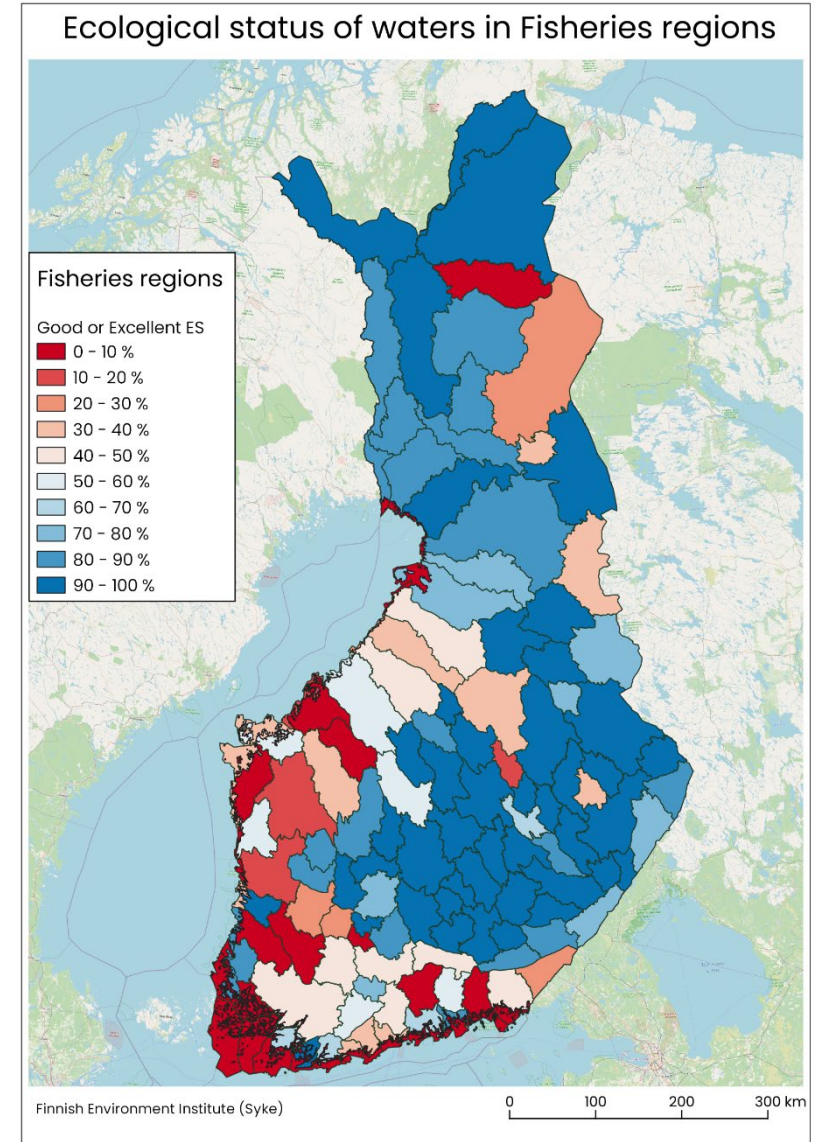 Ecological status of waters in Fisheries regions
Fisheries regions
Good or Excellent ES
0 - 10 %
10 - 20 %
20 - 30 %
30 - 40 %
40 - 50 %
50 - 60 %
60 - 70 %
70 - 80 %
80 - 90 %
90 - 100 %
Finnish Environment Institute (Syke)
0 100 200 300 km